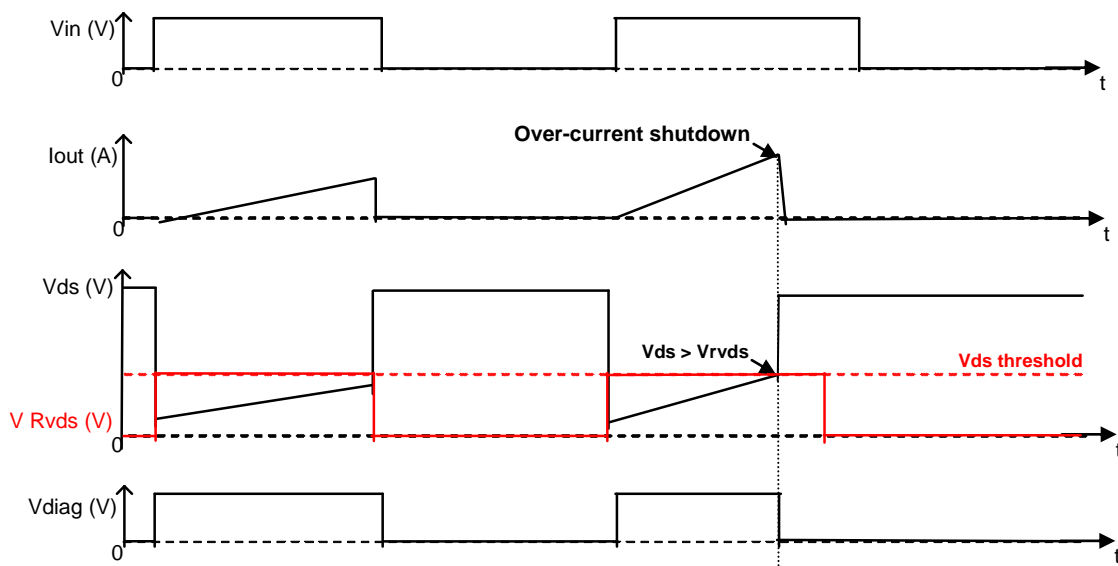 Vin (V)
0
t
Over-current shutdown
Iout (A)
0
t
Vds (V)
Vds > Vrvds
Vds threshold
V Rvds (V)
0
t
Vdiag (V)
0
t